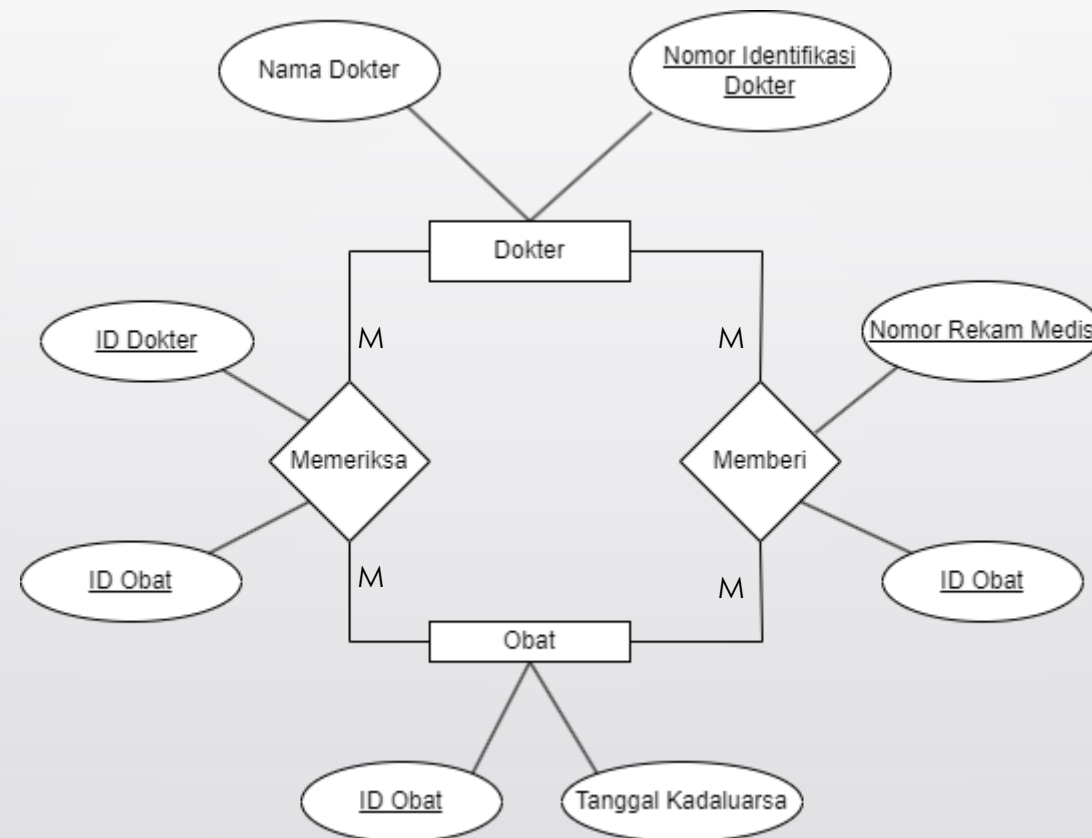 Nama Dokter
Nomor Identifikasi
Dokter
Dokter
ID Dokter
M
M
Nomor Rekam Medis
Memeriksa
Memberi
ID Obat
M
M
ID Obat
Obat
ID Obat
Tanggal Kadaluarsa